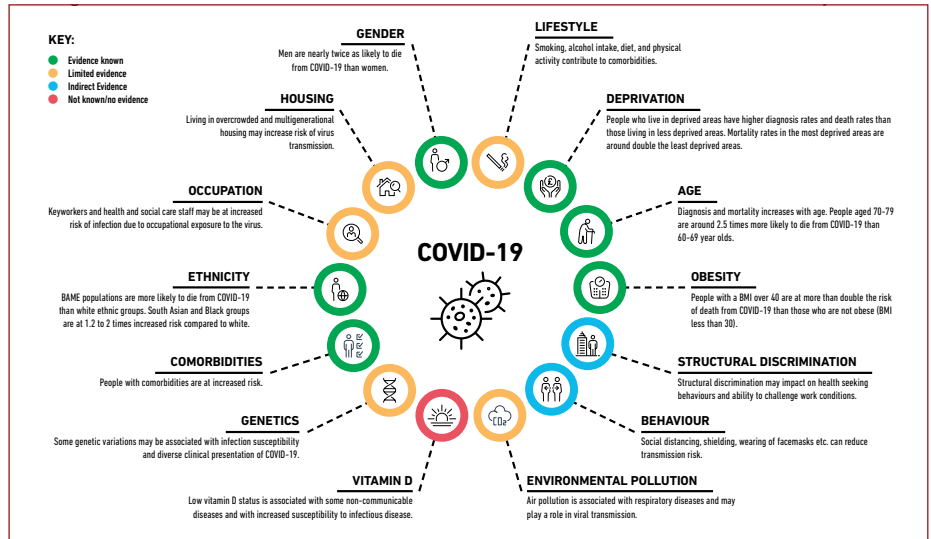 KEY:
Evidence known
Limited evidence
Indirect Evidence
Not known/no evidence
GENDER
Men are nearly twice as likely to die
from COVID-19 than women.
LIFESTYLE
Smoking, alcohol intake, diet, and physical
activity contribute to comorbidities.
HOUSING
Living in overcrowded and multigenerational
housing may increase risk of virus
transmission.
DEPRIVATION
People who live in deprived areas have higher diagnosis rates and death rates than
those living in less deprived areas. Mortality rates in the most deprived areas are
around double the least deprived areas.
OCCUPATION
Keyworkers and health and social care staff may be at increased
risk of infection due to occupational exposure to the virus.
AGE
Diagnosis and mortality increases with age. People aged 70-79
are around 2.5 times more likely to die from COVID-19 than
60-69 year olds.
COVID-19
ETHNICITY
BAME populations are more likely to die from COVID-19
than white ethnic groups. South Asian and Black groups
are at 1.2 to 2 times increased risk compared to white.
OBESITY
People with a BMI over 40 are at more than double the risk
of death from COVID-19 than those who are not obese (BMI
less than 30).
COMORBIDITIES
People with comorbidities are at increased risk.
STRUCTURAL DISCRIMINATION
Structural discrimination may impact on health seeking
behaviours and ability to challenge work conditions.
GENETICS
Some genetic variations may be associated with infection susceptibility
and diverse clinical presentation of COVID-19.
BEHAVIOUR
Social distancing, shielding, wearing of facemasks etc. can reduce
transmission risk.
CO2
VITAMIN D
Low vitamin D status is associated with some non-communicable
diseases and with increased susceptibility to infectious disease.
ENVIRONMENTAL POLLUTION
Air pollution is associated with respiratory diseases and may
play a role in viral transmission.